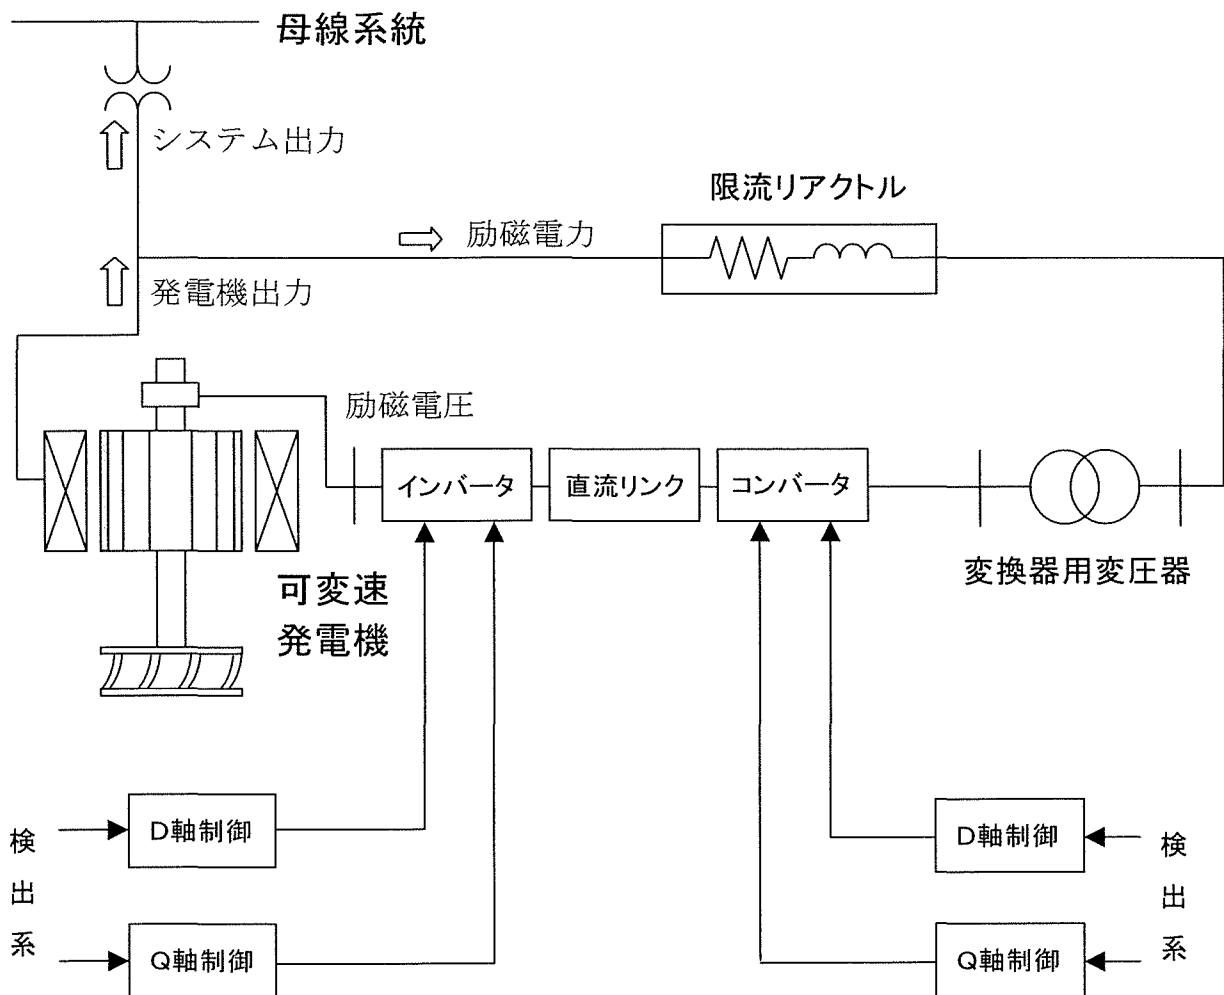 母線系統
システム出力
限流リアクトル
励磁電力
発電機出力
励磁電圧
インバータ
直流リンク
コンバータ
変換器用変圧器
可変速
発電機
検出系
D軸制御
Q軸制御
D軸制御
Q軸制御
検出系